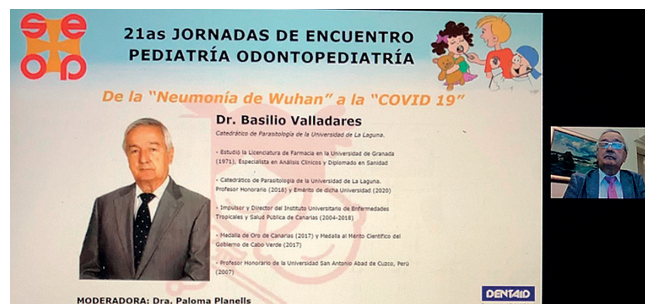 seop
21as JORNADAS DE ENCUENTRO
PEDIATRÍA ODONTOPEDIATRÍA
De la “Neumonía de Wuhan” a la “COVID 19”
Dr. Basilio Valladares
Catedrático de Parasitología de la Universidad de La Laguna.
- Estudió la Licenciatura de Farmacia en la Universidad de Granada
(1971). Especialista en Análisis Clínicos y Diplomado en Sanidad
- Catedrático de Parasitología de la Universidad de La Laguna.
Profesor Honorario (2018) y Emérito de dicha Universidad (2020)
- Impulsor y Director del Instituto Universitario de Enfermedades
Tropicales y Salud Pública de Canarias (2004-2018)
- Medalla de Oro de Canarias (2017) y Medalla al Mérito Científico del
Gobierno de Cabo Verde (2017)
- Profesor Honorario de la Universidad San Antonio Abad de Cuzco, Perú
(2007)
DENTAID
MODERADORA: Dra. Paloma Planells